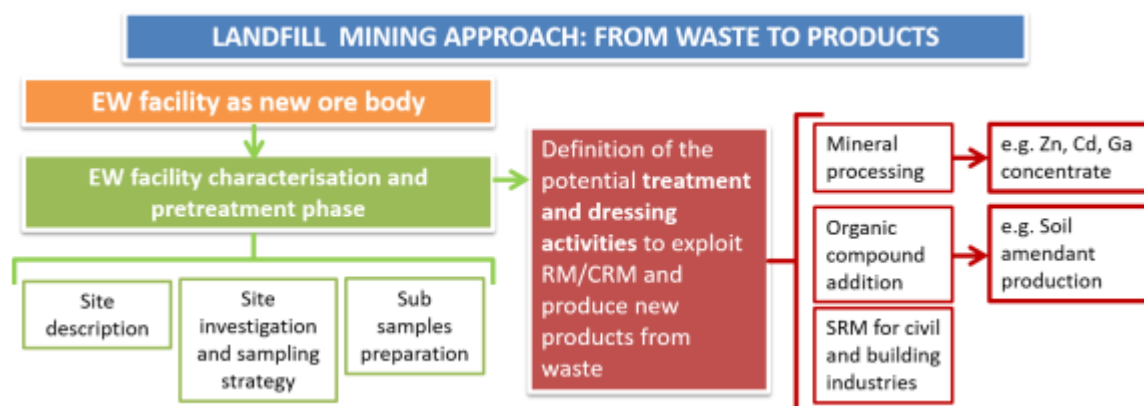 LANDFILL MINING APPROACH: FROM WASTE TO PRODUCTS
EW facility as new ore body
EW facility characterisation and
pretreatment phase
Site
description
Site
investigation
and sampling
strategy
Sub
samples
preparation
Definition of the
potential treatment
and dressing
activities to exploit
RM/CRM and
produce new
products from
waste
Mineral
processing
e.g. Zn, Cd, Ga
concentrate
Organic
compound
addition
e.g. Soil
amendant
production
SRM for civil
and building
industries